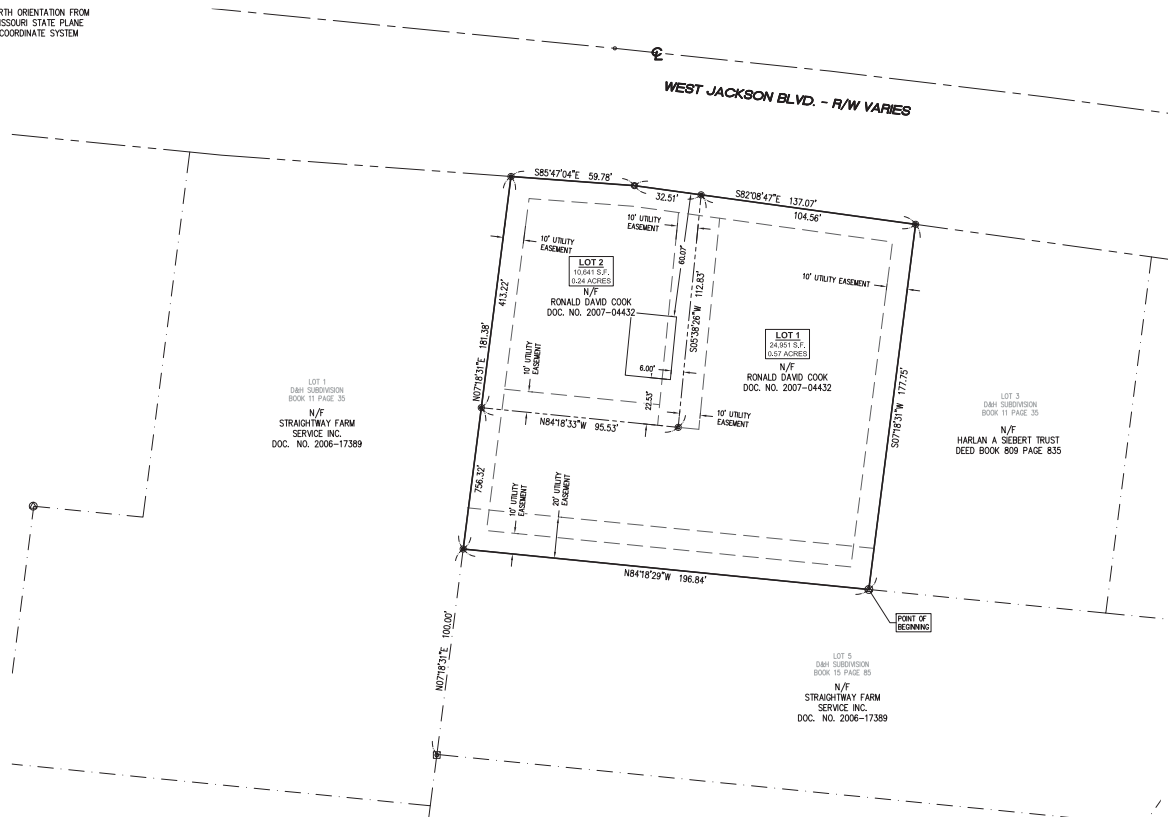 RTH ORIENTATION FROM
ISSOURI STATE PLANE
COORDINATE SYSTEM
℄
WEST JACKSON BLVD. - R/W VARIES
S85°47'04"E 59.78'
32.51'
S82°08'47"E 137.07'
104.56'
10' UTILITY
EASEMENT
10' UTILITY
EASEMENT
60.07'
10' UTILITY EASEMENT
LOT 2
10,641 S.F.
0.24 ACRES
N/F
RONALD DAVID COOK
DOC. NO. 2007-04432
413.22'
N07°18'31"E 181.38'
S05°38'26"W 112.83'
LOT 1
24,951 S.F.
0.57 ACRES
N/F
RONALD DAVID COOK
DOC. NO. 2007-04432
S07°18'31"W 177.75'
10' UTILITY
EASEMENT
6.00'
22.53'
10' UTILITY
EASEMENT
N84°18'33"W 95.53'
LOT 1
D&H SUBDIVISION
BOOK 11 PAGE 35
N/F
STRAIGHTWAY FARM
SERVICE INC.
DOC. NO. 2006-17389
LOT 3
D&H SUBDIVISION
BOOK 11 PAGE 35
N/F
HARLAN A SIEBERT TRUST
DEED BOOK 809 PAGE 835
756.32'
10' UTILITY
EASEMENT
20' UTILITY
EASEMENT
N84°18'29"W 196.84'
POINT OF
BEGINNING
N07°18'31"E 100.00'
LOT 5
D&H SUBDIVISION
BOOK 15 PAGE 85
N/F
STRAIGHTWAY FARM
SERVICE INC.
DOC. NO. 2006-17389